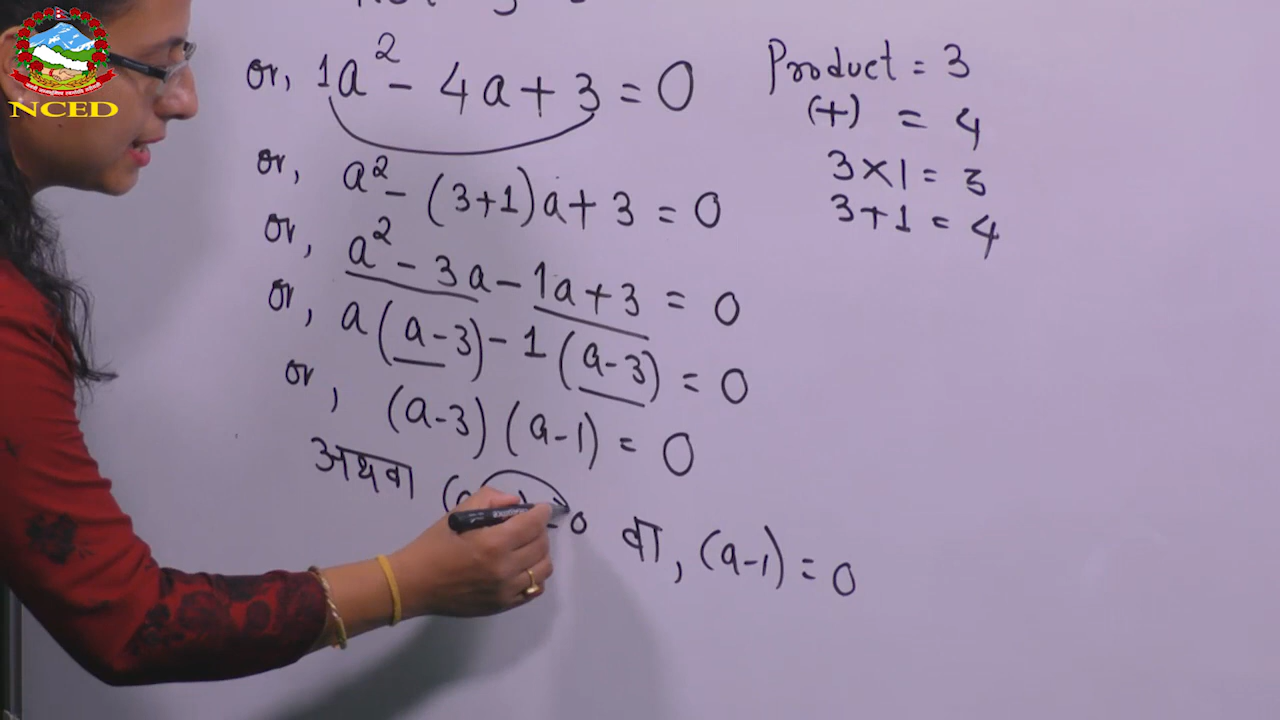 NCED
or, 1a² - 4a + 3 = 0
or, a² - (3+1)a + 3 = 0
or, a² - 3a - 1a + 3 = 0
or, a(a-3) - 1(a-3) = 0
or, (a-3)(a-1) = 0
अथवा (a ) = 0 वा, (a-1) = 0
Product = 3
(+) = 4
3×1 = 3
3+1 = 4